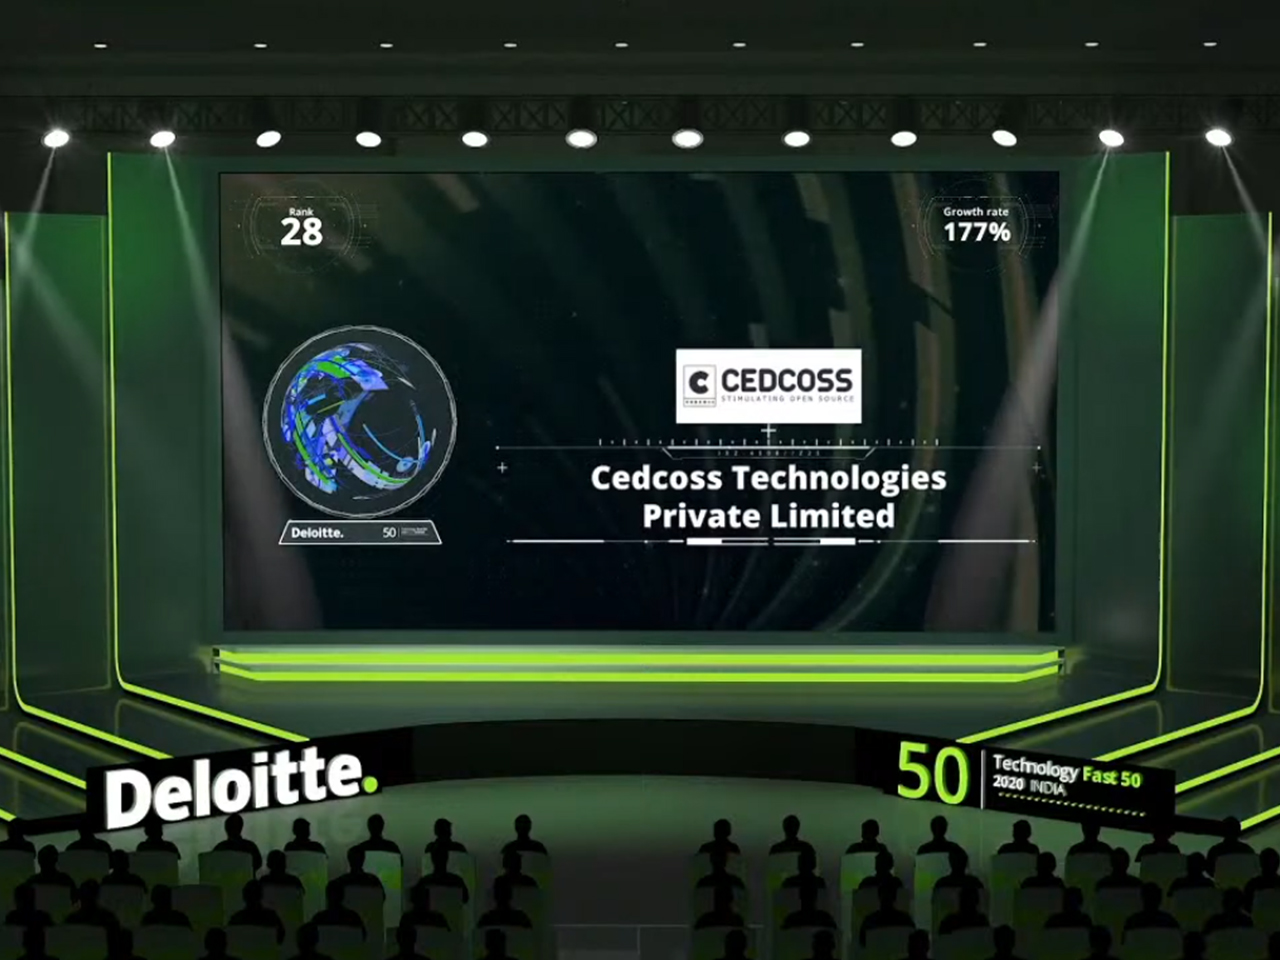 Rank
28
Growth rate
177%
CEDCOSS
STIMULATING OPEN SOURCE
Cedcoss Technologies
Private Limited
Deloitte. 50
Deloitte.
50
Technology Fast 50
2020 INDIA